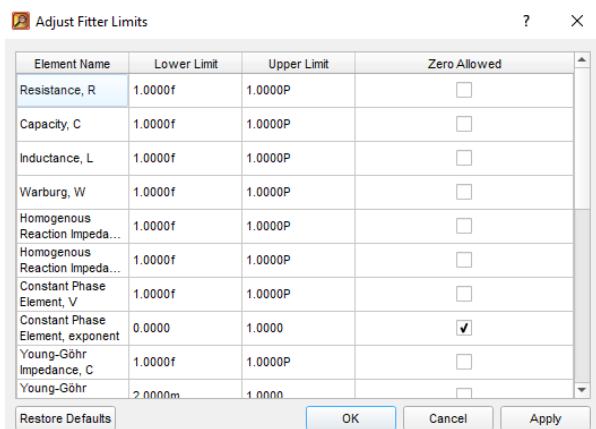 Adjust Fitter Limits
?
Element Name Lower Limit Upper Limit Zero Allowed
Resistance, R 1.0000f 1.0000P
Capacity, C 1.0000f 1.0000P
Inductance, L 1.0000f 1.0000P
Warburg, W 1.0000f 1.0000P
Homogenous
Reaction Impeda... 1.0000f 1.0000P
Homogenous
Reaction Impeda... 1.0000f 1.0000P
Constant Phase
Element, V 1.0000f 1.0000P
Constant Phase
Element, exponent 0.0000 1.0000
Young-Göhr
Impedance, C 1.0000f 1.0000P
Young-Göhr
2.0000m 1.0000
Restore Defaults OK Cancel Apply